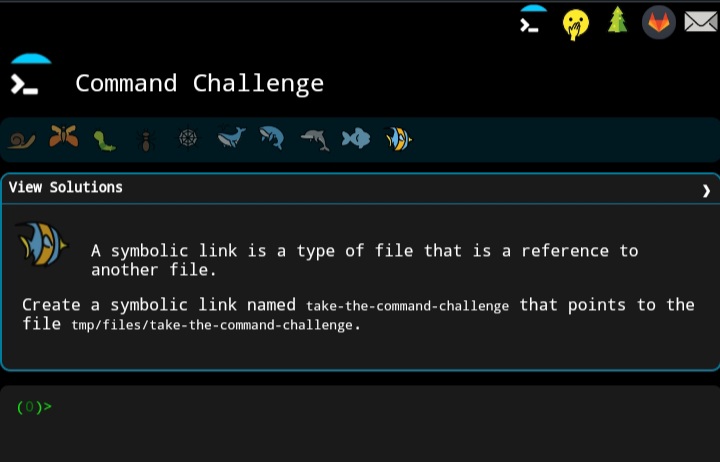 Command Challenge
View Solutions
A symbolic link is a type of file that is a reference to
another file.
Create a symbolic link named take-the-command-challenge that points to the
file tmp/files/take-the-command-challenge.
(0)>